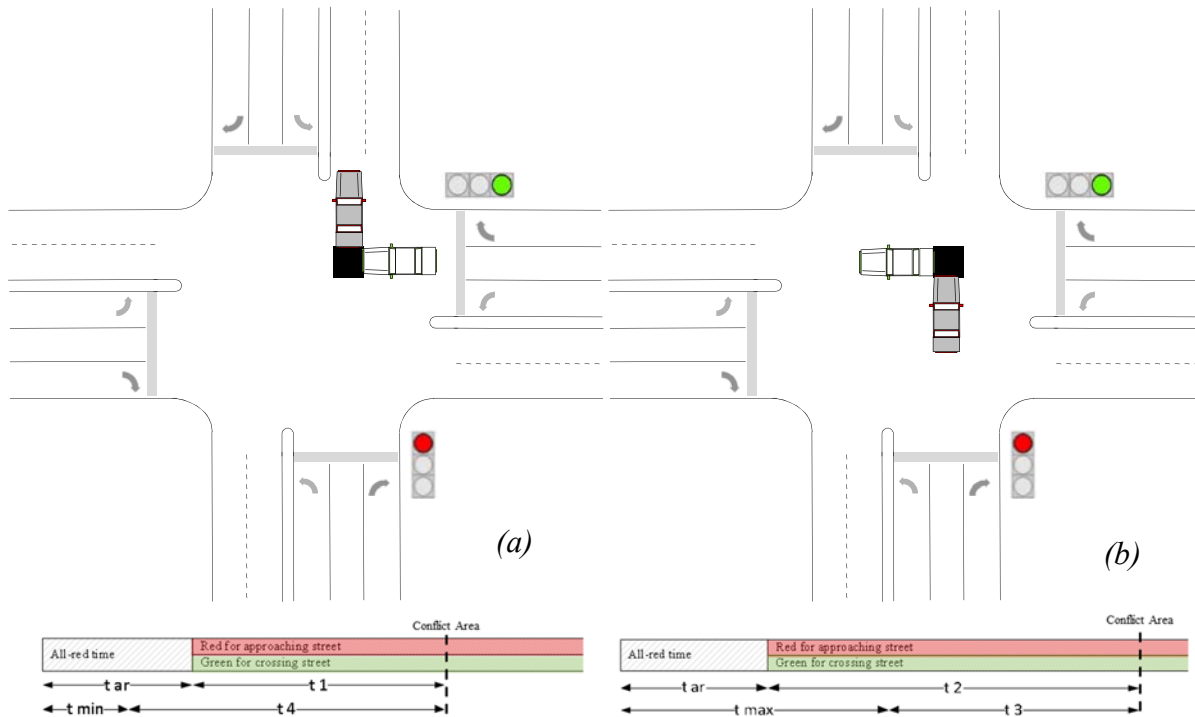 (a)
Conflict Area
All-red time
Red for approaching street
Green for crossing street
t ar
t 1
t min
t 4
(b)
Conflict Area
All-red time
Red for approaching street
Green for crossing street
t ar
t 2
t max
t 3